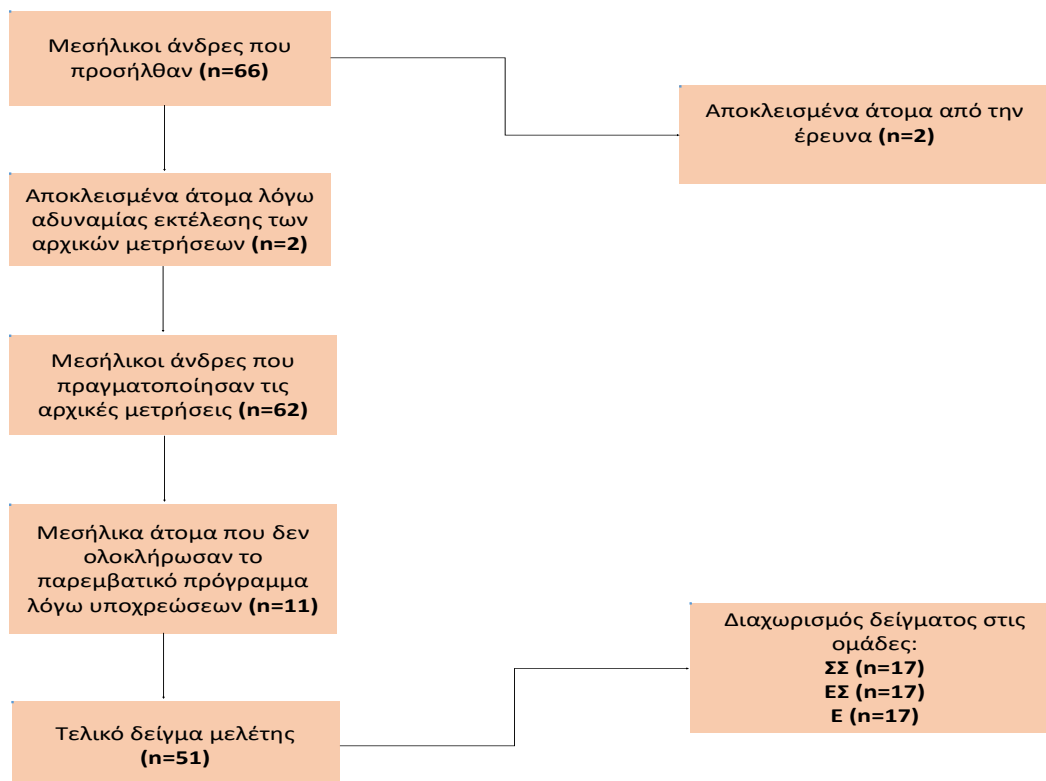 Μεσήλικοι άνδρες που
προσήλθαν (n=66)
Αποκλεισμένα άτομα από την
έρευνα (n=2)
Αποκλεισμένα άτομα λόγω
αδυναμίας εκτέλεσης των
αρχικών μετρήσεων (n=2)
Μεσήλικοι άνδρες που
πραγματοποίησαν τις
αρχικές μετρήσεις (n=62)
Μεσήλικα άτομα που δεν
ολοκλήρωσαν το
παρεμβατικό πρόγραμμα
λόγω υποχρεώσεων (n=11)
Διαχωρισμός δείγματος στις
ομάδες:
ΣΣ (n=17)
ΕΣ (n=17)
Ε (n=17)
Τελικό δείγμα μελέτης
(n=51)